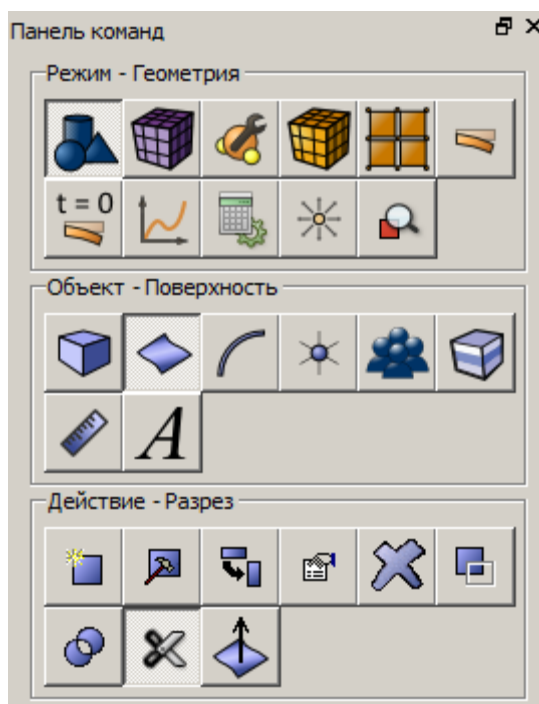 Панель команд
Режим - Геометрия
t = 0
Объект - Поверхность
A
Действие - Разрез